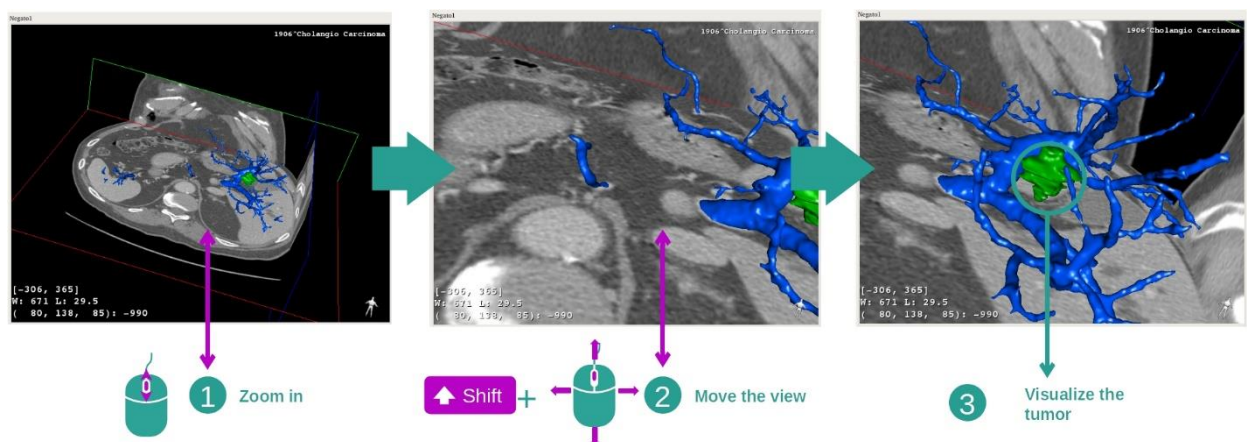 Negato1
1906^Cholangio Carcinoma
[-306, 365]
W: 671 L: 29.5
( 80, 138, 85): -990
Negato1
1906^Cholangio Carcinoma
[-306, 365]
W: 671 L: 29.5
( 80, 138, 85): -990
Negato1
1906^Cholangio Carcinoma
[-306, 365]
W: 671 L: 29.5
( 80, 138, 85): -990
1 Zoom in
Shift + 2 Move the view
3 Visualize the
tumor